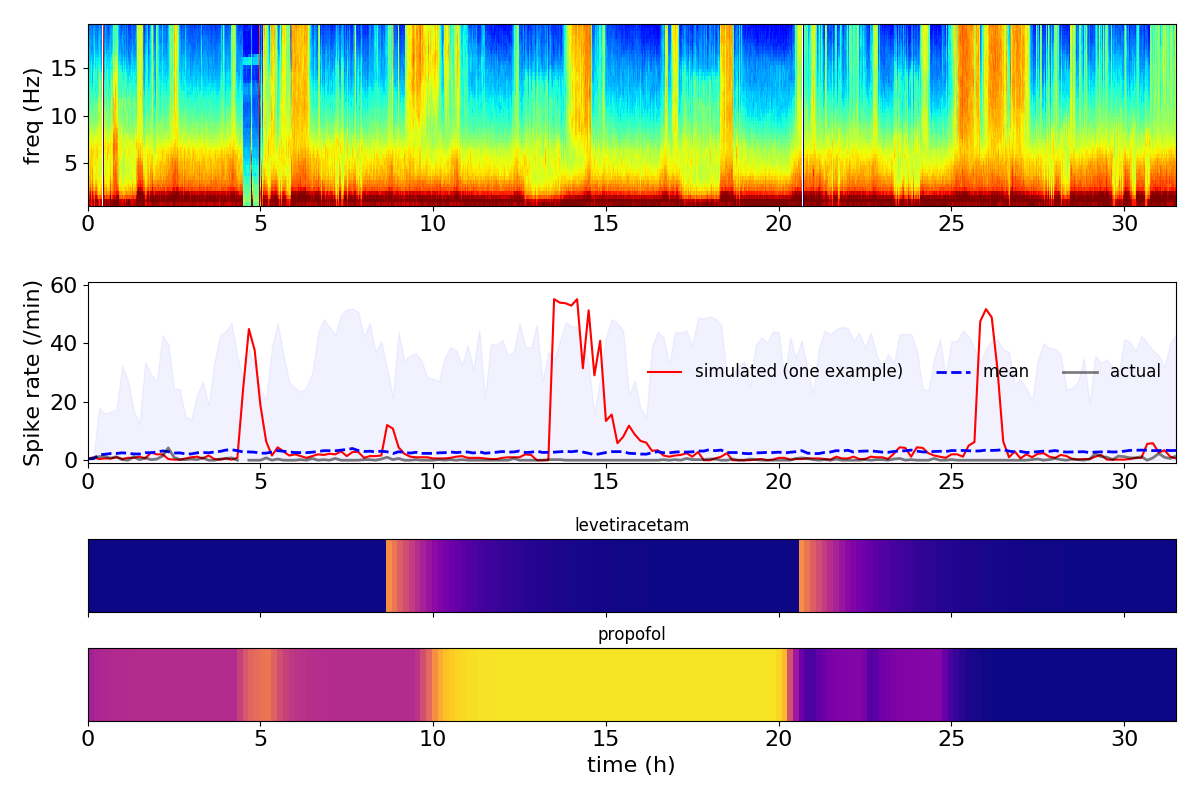 freq (Hz)
15
10
5
0 5 10 15 20 25 30
Spike rate (/min)
60
40
20
0
simulated (one example) mean actual
0 5 10 15 20 25 30
levetiracetam
propofol
0 5 10 15 20 25 30
time (h)